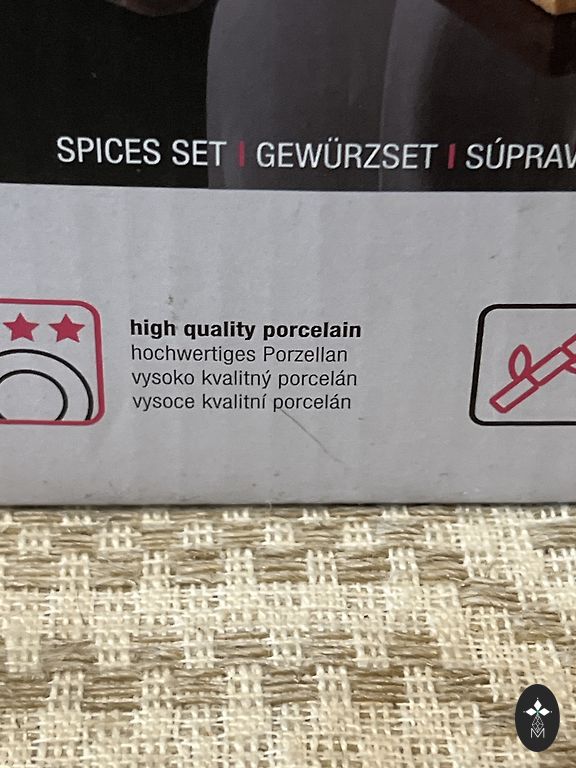 SPICES SET | GEWÜRZSET | SÚPRAV
high quality porcelain
hochwertiges Porzellan
vysoko kvalitný porcelán
vysoce kvalitní porcelán
M